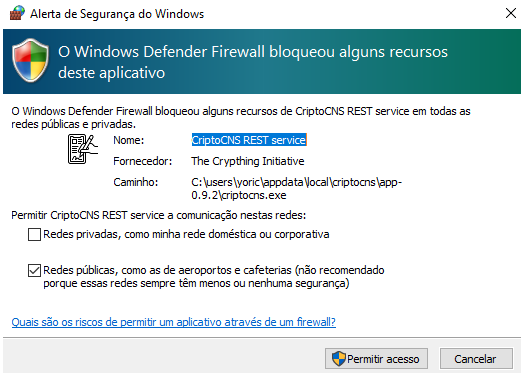 Alerta de Segurança do Windows
O Windows Defender Firewall bloqueou alguns recursos
deste aplicativo
O Windows Defender Firewall bloqueou alguns recursos de CriptoCNS REST service em todas as
redes públicas e privadas.
Nome: CriptoCNS REST service
Fornecedor: The Crypthing Initiative
Caminho: C:\users\yoric\appdata\local\criptocns\app-
0.9.2\criptocns.exe
Permitir CriptoCNS REST service a comunicação nestas redes:
Redes privadas, como minha rede doméstica ou corporativa
Redes públicas, como as de aeroportos e cafeterias (não recomendado
porque essas redes sempre têm menos ou nenhuma segurança)
Quais são os riscos de permitir um aplicativo através de um firewall?
Permitir acesso Cancelar